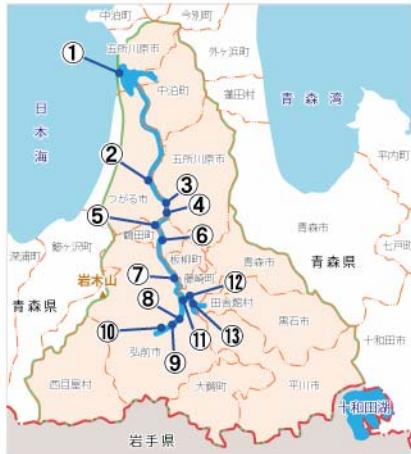 中泊町
今別町
五所川原市
外ヶ浜町
①
中泊町
蓬田村
青森湾
日本海
平内町
②
五所川原市
③
つがる市
④
⑤
鶴田町
青森市
七戸町
⑥
鰺ヶ沢町
板柳町
青森市
青森県
深浦町
岩木山
⑦
藤崎町
⑫
青森県
⑧
田舎館村
黒石市
⑩
⑪
⑬
十和田市
弘前市
⑨
西目屋村
大鰐町
平川市
十和田湖
岩手県